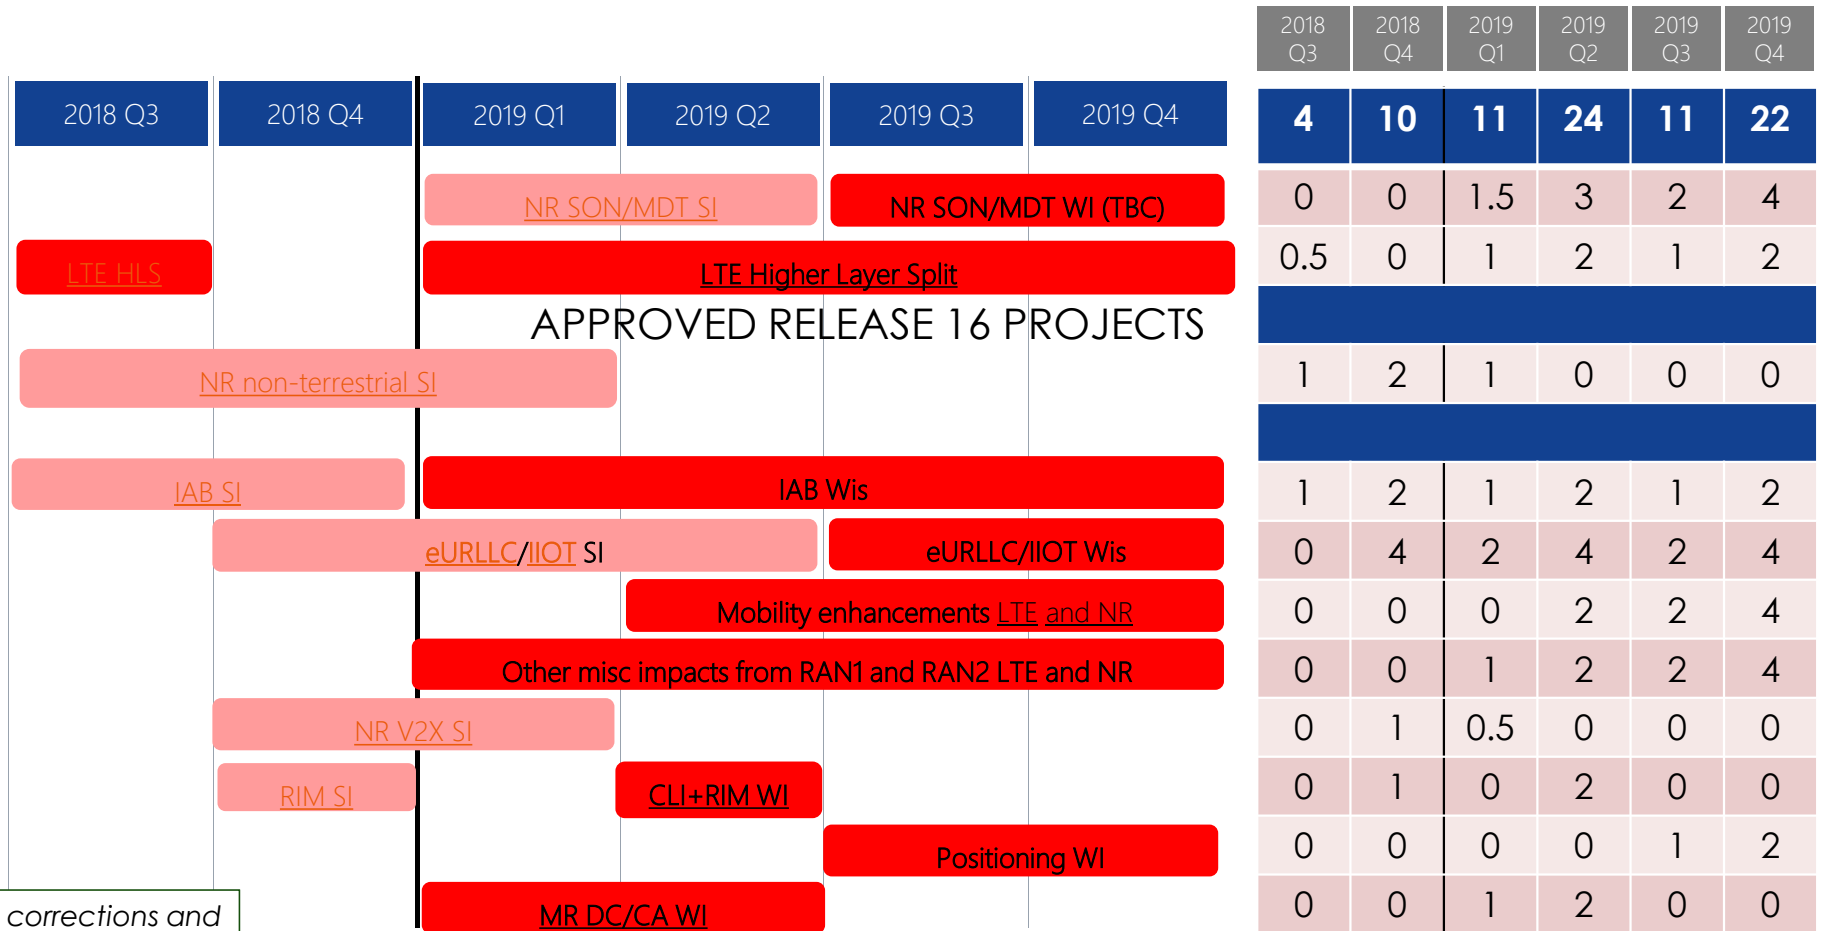 2018 Q3 2018 Q4 2019 Q1 2019 Q2 2019 Q3 2019 Q4
2018 Q3 2018 Q4 2019 Q1 2019 Q2 2019 Q3 2019 Q4
4 10 11 24 11 22
NR SON/MDT SI NR SON/MDT WI (TBC) 0 0 1.5 3 2 4
LTE HLS LTE Higher Layer Split 0.5 0 1 2 1 2
APPROVED RELEASE 16 PROJECTS
NR non-terrestrial SI 1 2 1 0 0 0
IAB SI IAB Wis 1 2 1 2 1 2
eURLLC/IIOT SI eURLLC/IIOT Wis 0 4 2 4 2 4
Mobility enhancements LTE and NR 0 0 0 2 2 4
Other misc impacts from RAN1 and RAN2 LTE and NR 0 0 1 2 2 4
NR V2X SI 0 1 0.5 0 0 0
RIM SI CLI+RIM WI 0 1 0 2 0 0
Positioning WI 0 0 0 0 1 2
MR DC/CA WI 0 0 1 2 0 0
corrections and